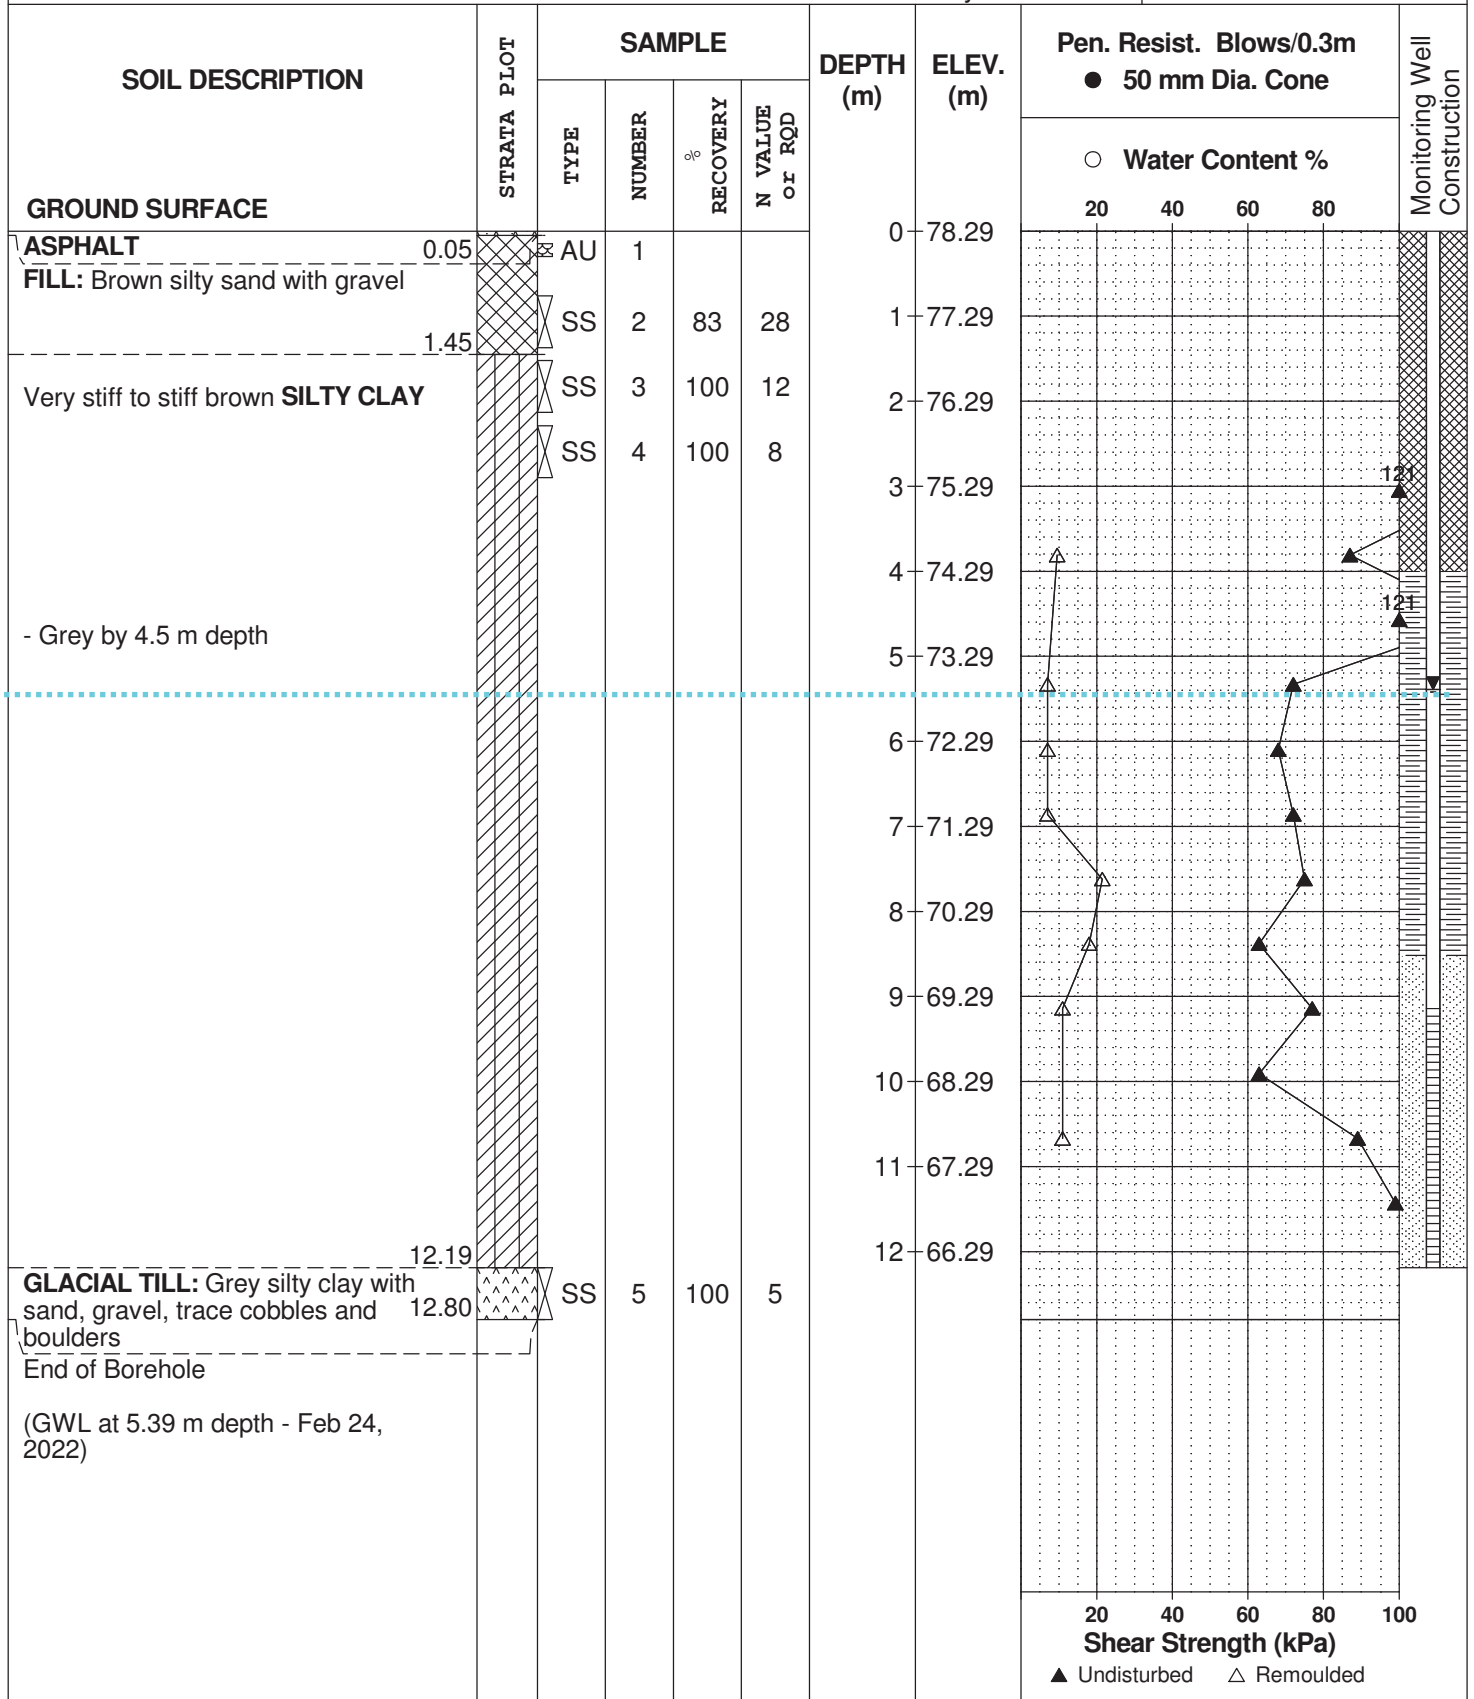 SOIL DESCRIPTION
GROUND SURFACE
STRATA PLOT
SAMPLE
TYPE
NUMBER
% RECOVERY
N VALUE or RQD
DEPTH (m)
ELEV. (m)
Pen. Resist. Blows/0.3m
● 50 mm Dia. Cone
○ Water Content %
20 40 60 80
Monitoring Well Construction
0 78.29
ASPHALT 0.05
AU 1
FILL: Brown silty sand with gravel
SS 2 83 28
1 77.29
1.45
Very stiff to stiff brown SILTY CLAY
SS 3 100 12
2 76.29
SS 4 100 8
121
3 75.29
4 74.29
121
- Grey by 4.5 m depth
5 73.29
6 72.29
7 71.29
8 70.29
9 69.29
10 68.29
11 67.29
12 66.29
12.19
GLACIAL TILL: Grey silty clay with
sand, gravel, trace cobbles and
boulders
12.80
SS 5 100 5
End of Borehole
(GWL at 5.39 m depth - Feb 24,
2022)
20 40 60 80 100
Shear Strength (kPa)
▲ Undisturbed △ Remoulded